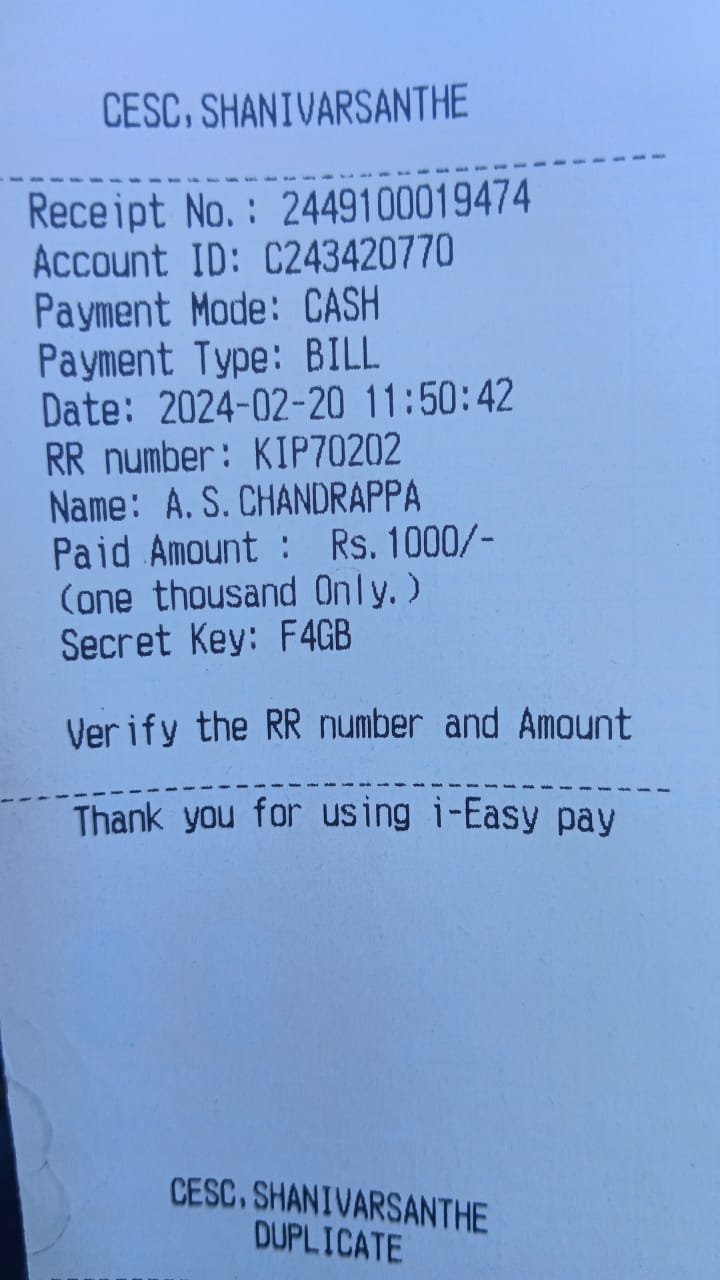 CESC, SHANIVARSANTHE
Receipt No. : 2449100019474
Account ID: C243420770
Payment Mode: CASH
Payment Type: BILL
Date: 2024-02-20 11:50:42
RR number: KIP70202
Name: A. S. CHANDRAPPA
Paid Amount : Rs. 1000/-
(one thousand Only. )
Secret Key: F4GB
Verify the RR number and Amount
Thank you for using i-Easy pay
CESC, SHANIVARSANTHE
DUPLICATE